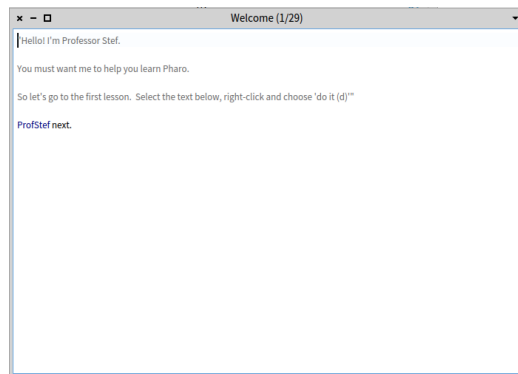 Welcome (1/29)
"Hello! I'm Professor Stef.
You must want me to help you learn Pharo.
So let's go to the first lesson.  Select the text below, right-click and choose 'do it (d)'"
ProfStef next.